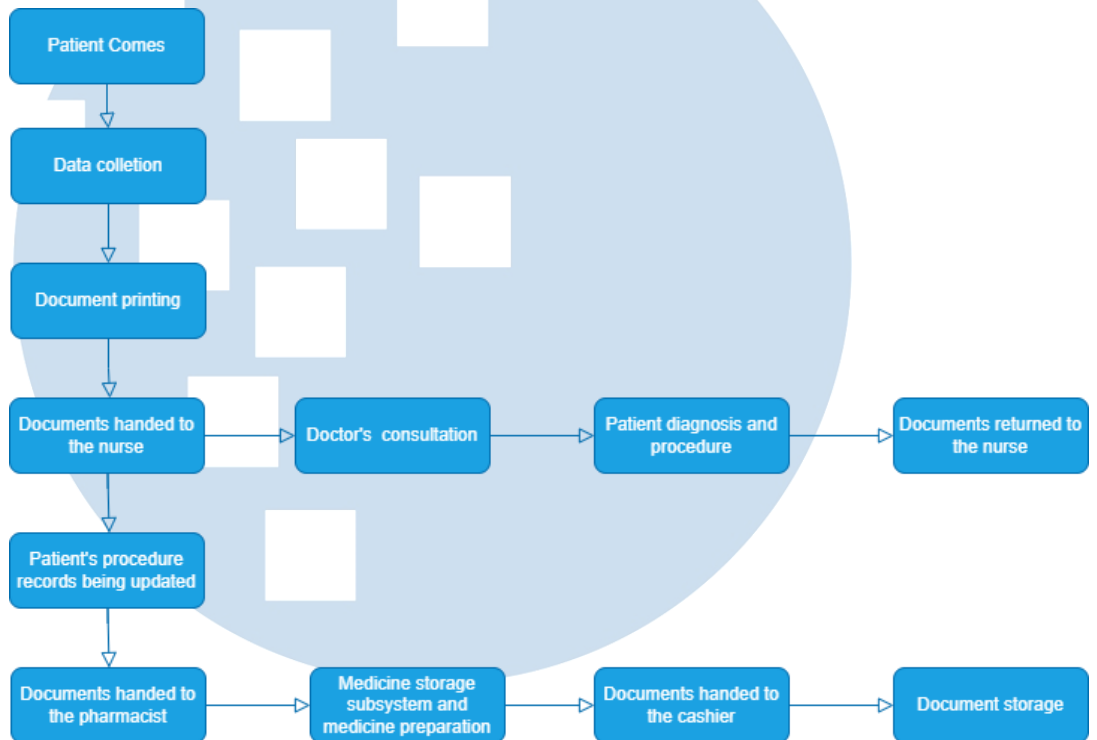 Patient Comes
Data colletion
Document printing
Documents handed to
the nurse
Doctor's consultation
Patient diagnosis and
procedure
Documents returned to
the nurse
Patient's procedure
records being updated
Documents handed to
the pharmacist
Medicine storage
subsystem and
medicine preparation
Documents handed to
the cashier
Document storage